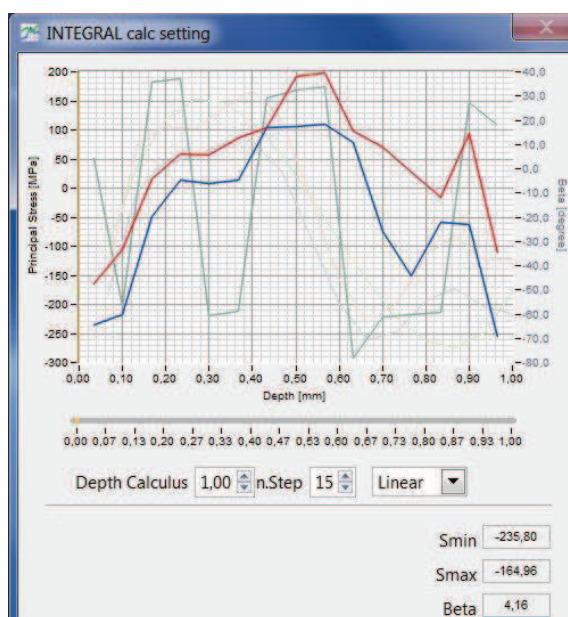 INTEGRAL calc setting
Principal Stress [MPa]
200
150
100
50
0
-50
-100
-150
-200
-250
-300
40,0
30,0
20,0
10,0
0,0
-10,0
-20,0
-30,0
-40,0
-50,0
-60,0
-70,0
-80,0
Beta [degree]
0,00 0,10 0,20 0,30 0,40 0,50 0,60 0,70 0,80 0,90 1,00
Depth [mm]
0,00 0,07 0,13 0,20 0,27 0,33 0,40 0,47 0,53 0,60 0,67 0,73 0,80 0,87 0,93 1,00
Depth Calculus 1,00 n.Step 15 Linear
Smin -235,80
Smax -164,96
Beta 4,16